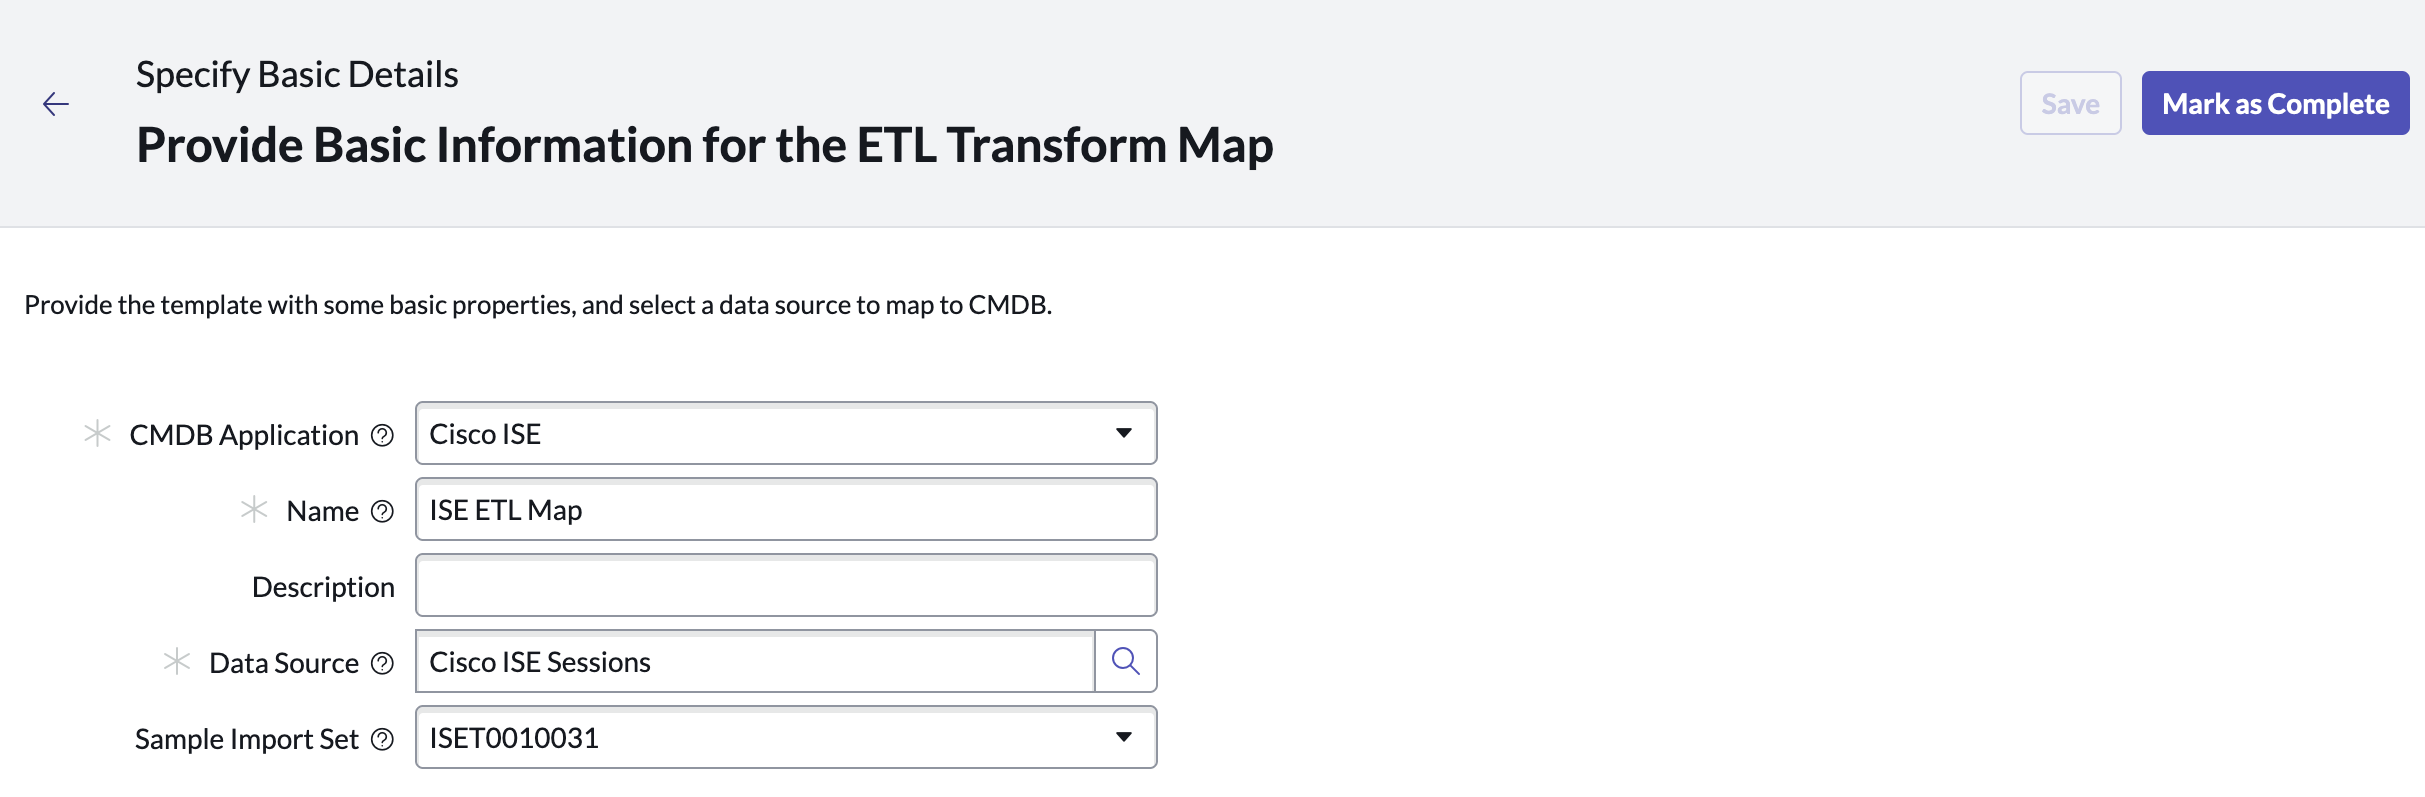 Specify Basic Details
Provide Basic Information for the ETL Transform Map
Save
Mark as Complete
Provide the template with some basic properties, and select a data source to map to CMDB.
CMDB Application
Cisco ISE
Name
ISE ETL Map
Description
Data Source
Cisco ISE Sessions
Sample Import Set
ISET0010031